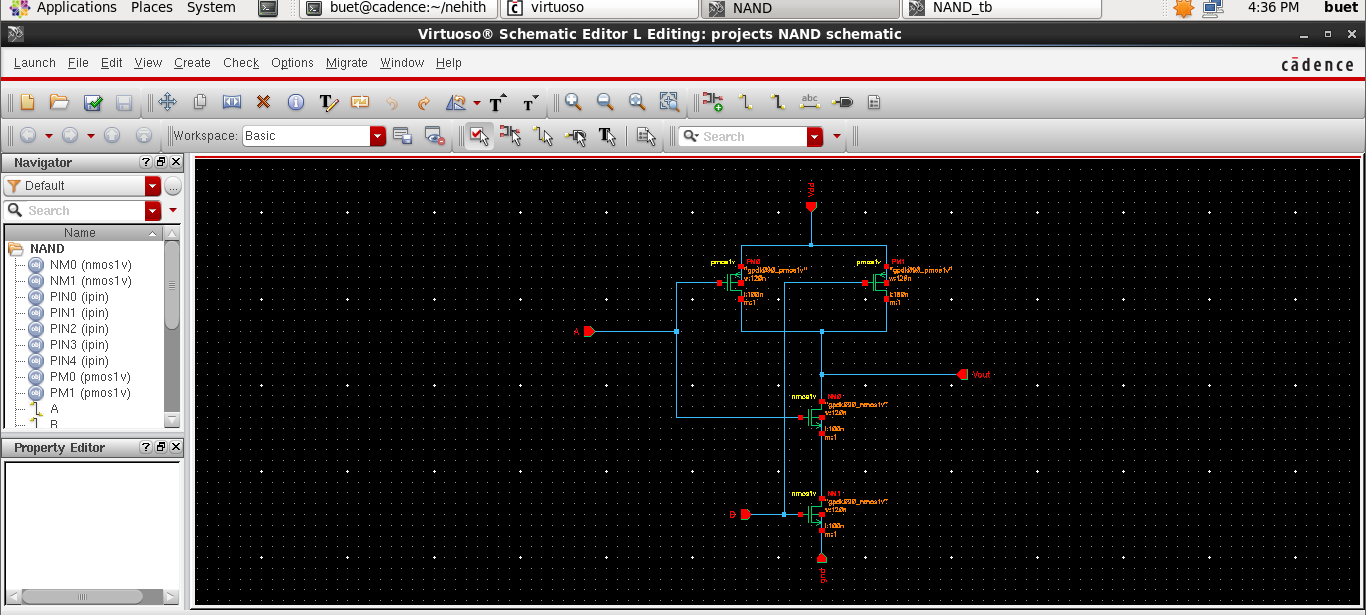 Applications Places System buet@cadence:~/nehith virtuoso NAND NAND_tb 4:36 PM buet
Virtuoso® Schematic Editor L Editing: projects NAND schematic
Launch File Edit View Create Check Options Migrate Window Help cādence
Workspace: Basic Search
Navigator
Default
Search
Name
NAND
NM0 (nmos1v)
NM1 (nmos1v)
PIN0 (ipin)
PIN1 (ipin)
PIN2 (ipin)
PIN3 (ipin)
PIN4 (ipin)
PM0 (pmos1v)
PM1 (pmos1v)
A
B
Property Editor
Vdd
pmos1v PM0
"gpdk090_pmos1v"
w:120n
l:100n
m:1
pmos1v PM1
"gpdk090_pmos1v"
w:120n
l:100n
m:1
A
Vout
nmos1v NM0
"gpdk090_nmos1v"
w:120n
l:100n
m:1
nmos1v NM1
"gpdk090_nmos1v"
w:120n
B
l:100n
m:1
gnd